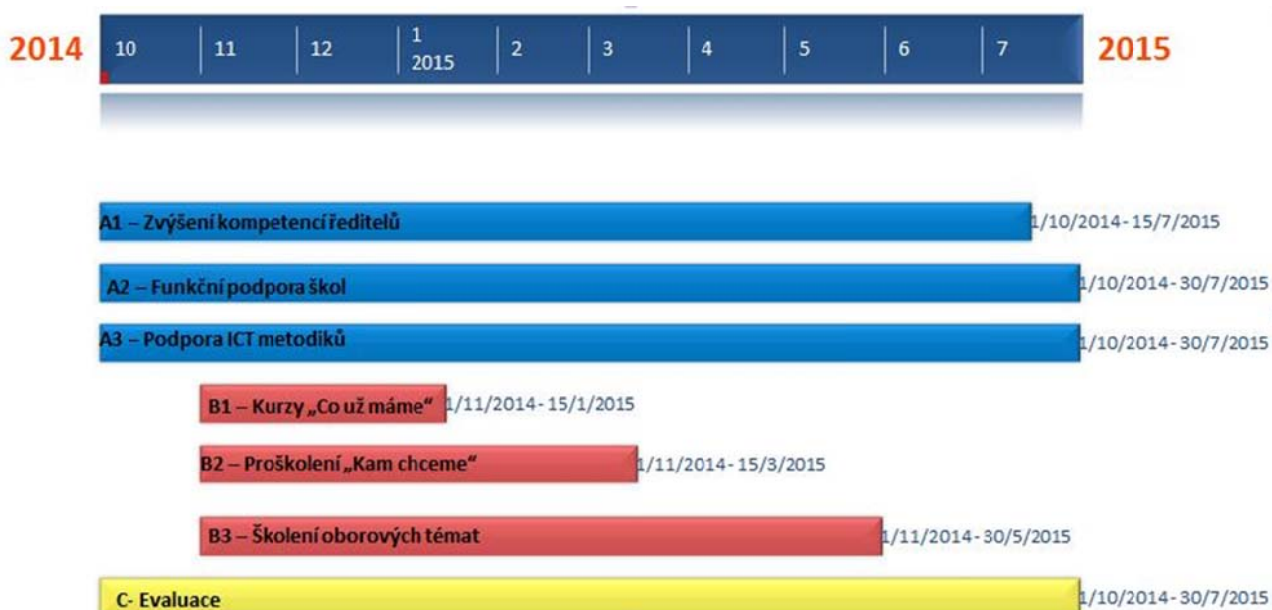 2014
10
11
12
1
2015
2
3
4
5
6
7
2015
A1 – Zvýšení kompetencí ředitelů
1/10/2014- 15/7/2015
A2 – Funkční podpora škol
1/10/2014- 30/7/2015
A3 – Podpora ICT metodiků
1/10/2014- 30/7/2015
B1 – Kurzy „Co už máme“
1/11/2014- 15/1/2015
B2 – Proškolení „Kam chceme“
1/11/2014- 15/3/2015
B3 – Školení oborových témat
1/11/2014- 30/5/2015
C- Evaluace
1/10/2014- 30/7/2015